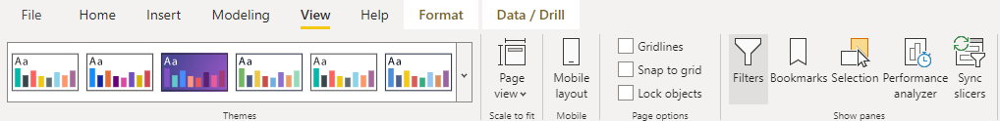 File Home Insert Modeling View Help Format Data / Drill
Aa Aa Aa Aa Aa Aa
Page view
Mobile layout
Gridlines
Snap to grid
Lock objects
Filters
Bookmarks
Selection
Performance analyzer
Sync slicers
Themes Scale to fit Mobile Page options Show panes